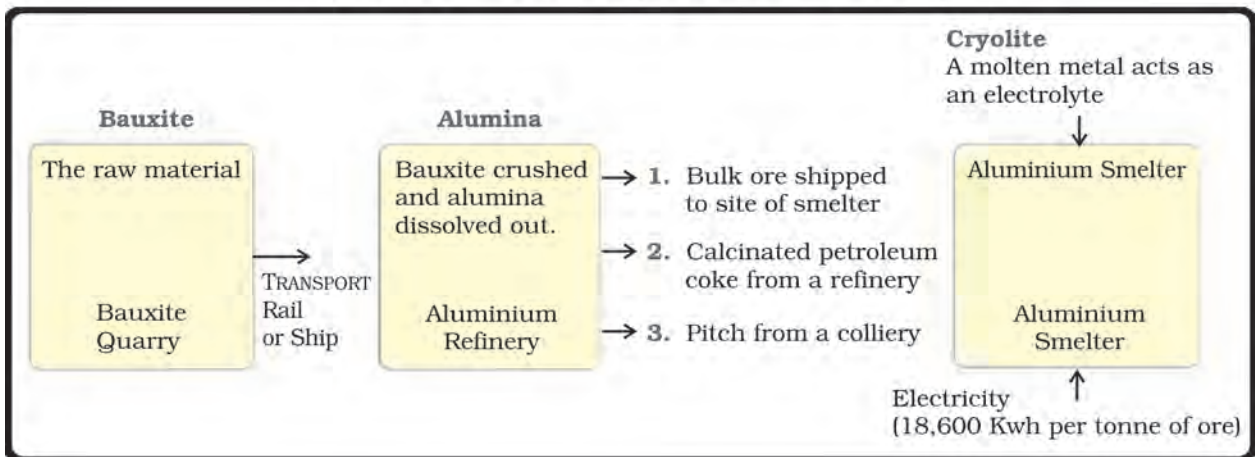 Bauxite
The raw material
Bauxite
Quarry
TRANSPORT
Rail
or Ship
Alumina
Bauxite crushed
and alumina
dissolved out.
Aluminium
Refinery
1. Bulk ore shipped
to site of smelter
2. Calcinated petroleum
coke from a refinery
3. Pitch from a colliery
Cryolite
A molten metal acts as
an electrolyte
Aluminium Smelter
Aluminium
Smelter
Electricity
(18,600 Kwh per tonne of ore)